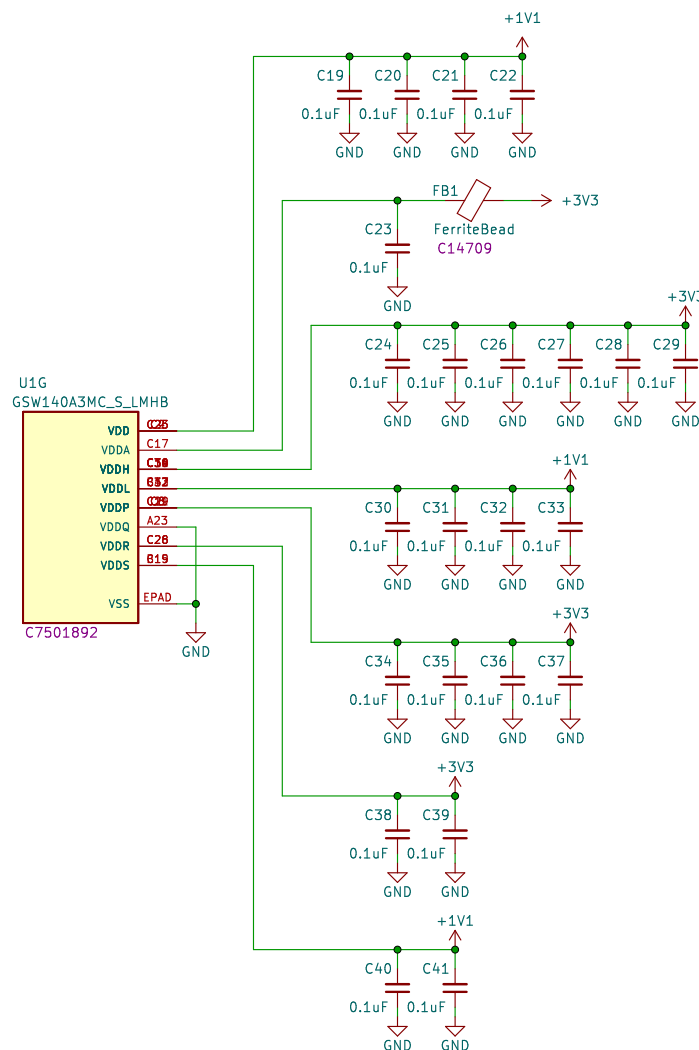 +1V1
C19 C20 C21 C22
0.1uF 0.1uF 0.1uF 0.1uF
GND GND GND GND
FB1
+3V3
C23
FerriteBead
C14709
0.1uF
GND
+3V3
C24 C25 C26 C27 C28 C29
0.1uF 0.1uF 0.1uF 0.1uF 0.1uF 0.1uF
GND GND GND GND GND GND
U1G
GSW140A3MC_S_LMHB
VDD
VDDA C17
VDDH
VDDL
VDDP
VDDQ A23
VDDR
VDDS
VSS EPAD
C7501892
GND
+1V1
C30 C31 C32 C33
0.1uF 0.1uF 0.1uF 0.1uF
GND GND GND GND
+3V3
C34 C35 C36 C37
0.1uF 0.1uF 0.1uF 0.1uF
GND GND GND GND
+3V3
C38 C39
0.1uF 0.1uF
GND GND
+1V1
C40 C41
0.1uF 0.1uF
GND GND